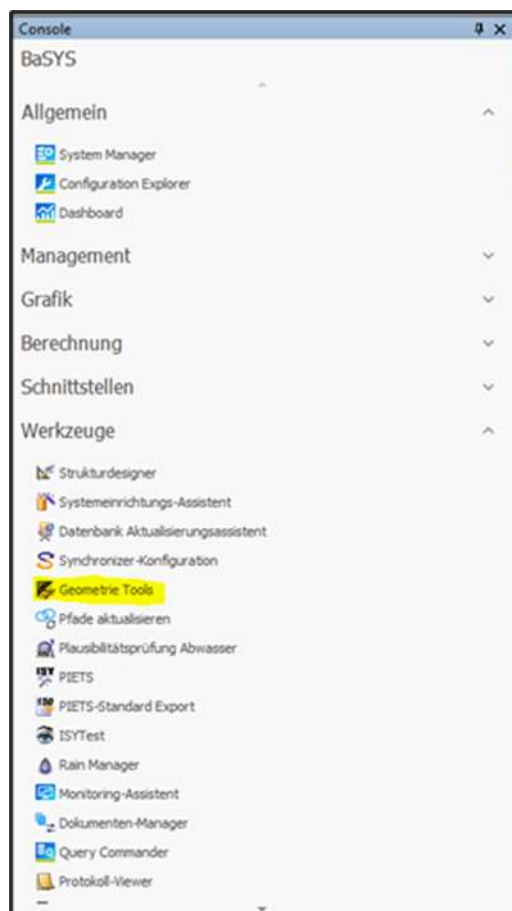 Console
BaSYS
Allgemein
System Manager
Configuration Explorer
Dashboard
Management
Grafik
Berechnung
Schnittstellen
Werkzeuge
Strukturdesigner
Systemeinrichtungs-Assistent
Datenbank Aktualisierungsassistent
Synchronizer-Konfiguration
Geometrie Tools
Pfade aktualisieren
Plausibilitätsprüfung Abwasser
PIETS
PIETS-Standard Export
ISYTest
Rain Manager
Monitoring-Assistent
Dokumenten-Manager
Query Commander
Protokoll-Viewer